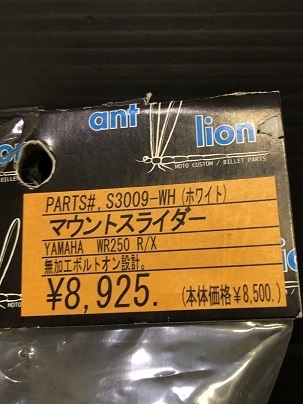 ant lion
MOTO CUSTOM / BILLET PARTS
lion
PARTS#. S3009-WH (ホワイト)
マウントスライダー
YAMAHA WR250 R/X
無加工ボルトオン設計。
¥8,925. (本体価格¥8,500.)